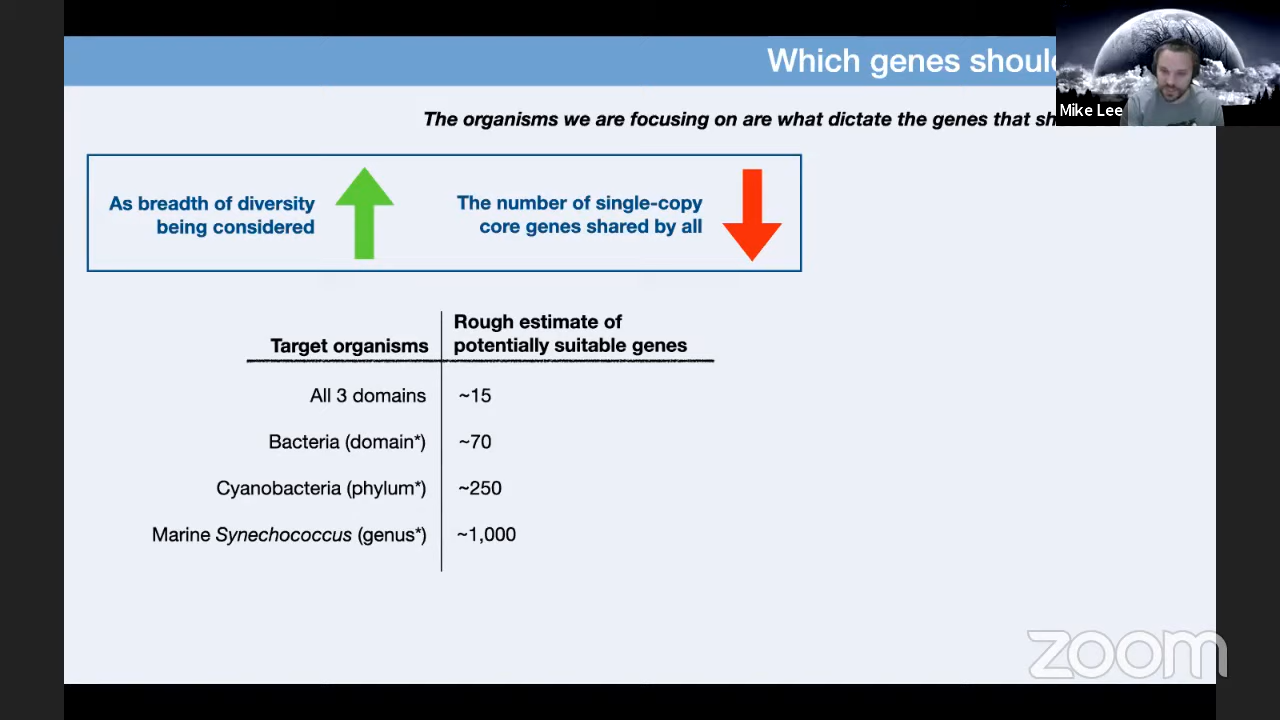 Which genes should
Mike Lee
The organisms we are focusing on are what dictate the genes that
As breadth of diversity
being considered
The number of single-copy
core genes shared by all
Target organisms
Rough estimate of
potentially suitable genes
All 3 domains ~15
Bacteria (domain*) ~70
Cyanobacteria (phylum*) ~250
Marine Synechococcus (genus*) ~1,000
zoom